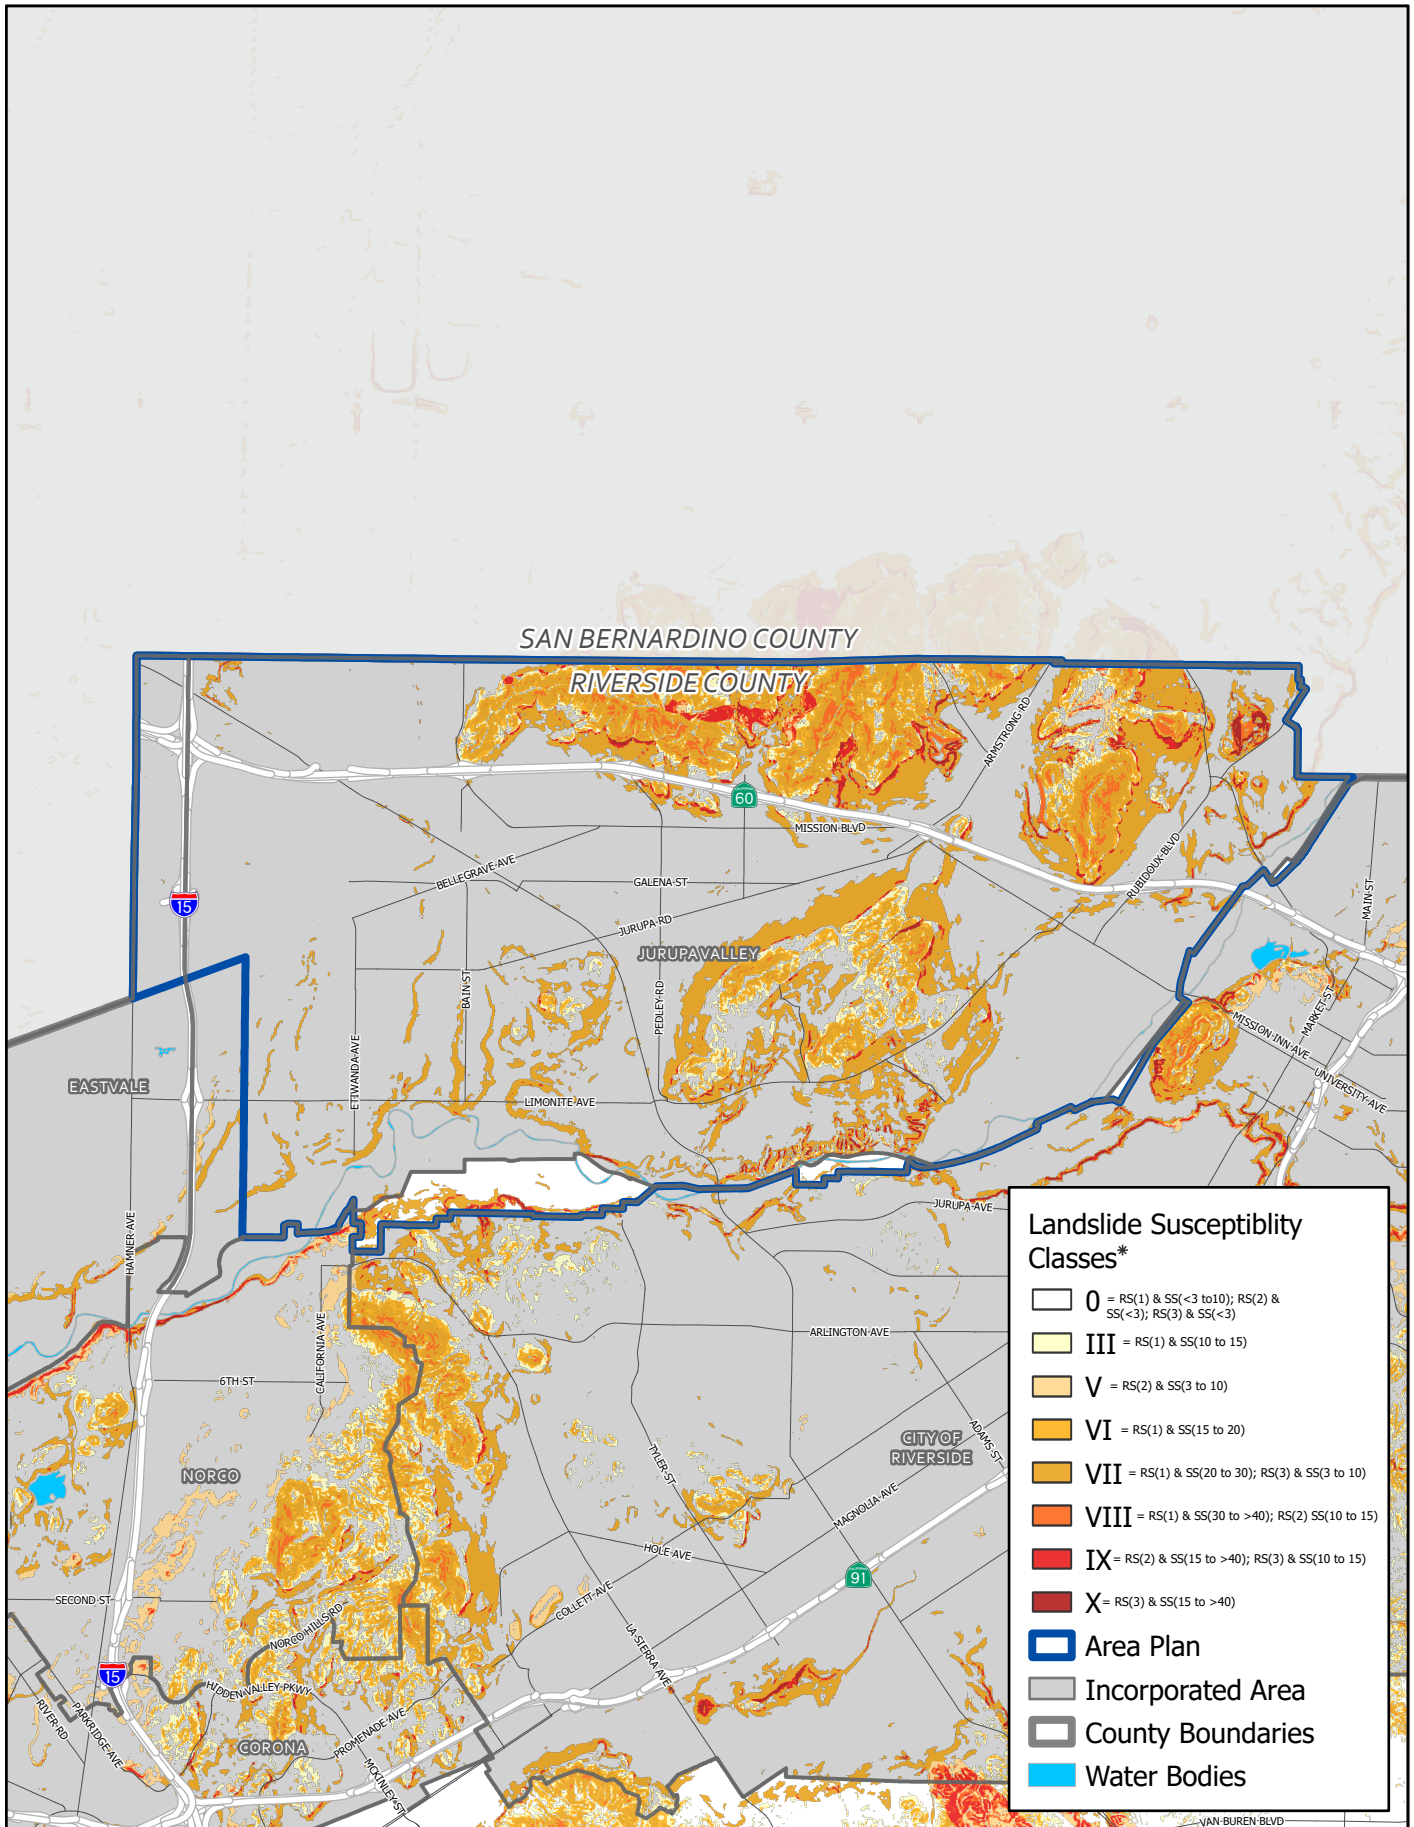 SAN BERNARDINO COUNTY
RIVERSIDE COUNTY
ARMSTRONG RD
60
MISSION BLVD
RUBIDOUX BLVD
BELLEGRAVE AVE
GALENA ST
MAIN ST
15
JURUPA RD
JURUPA VALLEY
BAIN ST
PEDLEY RD
MARKET ST
MISSION INN AVE
ETIWANDA AVE
EASTVALE
LIMONITE AVE
UNIVERSITY AVE
JURUPA AVE
HAMNER AVE
ARLINGTON AVE
CALIFORNIA AVE
6TH ST
ADAMS ST
CITY OF
RIVERSIDE
TYLER ST
NORCO
MAGNOLIA AVE
HOLE AVE
91
SECOND ST
COLLETT AVE
NORCO HILLS RD
LA SIERRA AVE
15
HIDDEN VALLEY PKWY
RIVER RD
PARKRIDGE AVE
PROMENADE AVE
CORONA
MCKINLEY ST
VAN BUREN BLVD
Landslide Susceptiblity
Classes*
0 = RS(1) & SS(<3 to10); RS(2) &
SS(<3); RS(3) & SS(<3)
III = RS(1) & SS(10 to 15)
V = RS(2) & SS(3 to 10)
VI = RS(1) & SS(15 to 20)
VII = RS(1) & SS(20 to 30); RS(3) & SS(3 to 10)
VIII = RS(1) & SS(30 to >40); RS(2) SS(10 to 15)
IX = RS(2) & SS(15 to >40); RS(3) & SS(10 to 15)
X = RS(3) & SS(15 to >40)
Area Plan
Incorporated Area
County Boundaries
Water Bodies